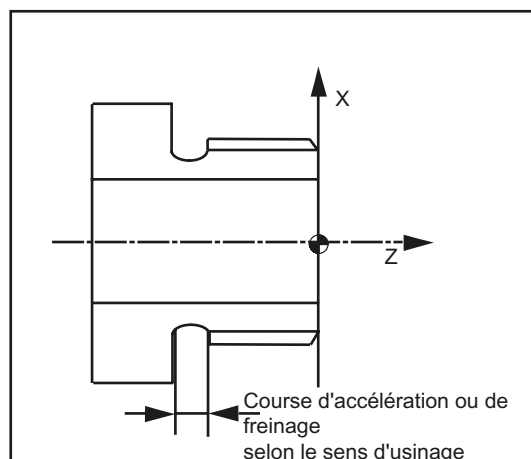 X
Z
Course d'accélération ou de
freinage
selon le sens d'usinage